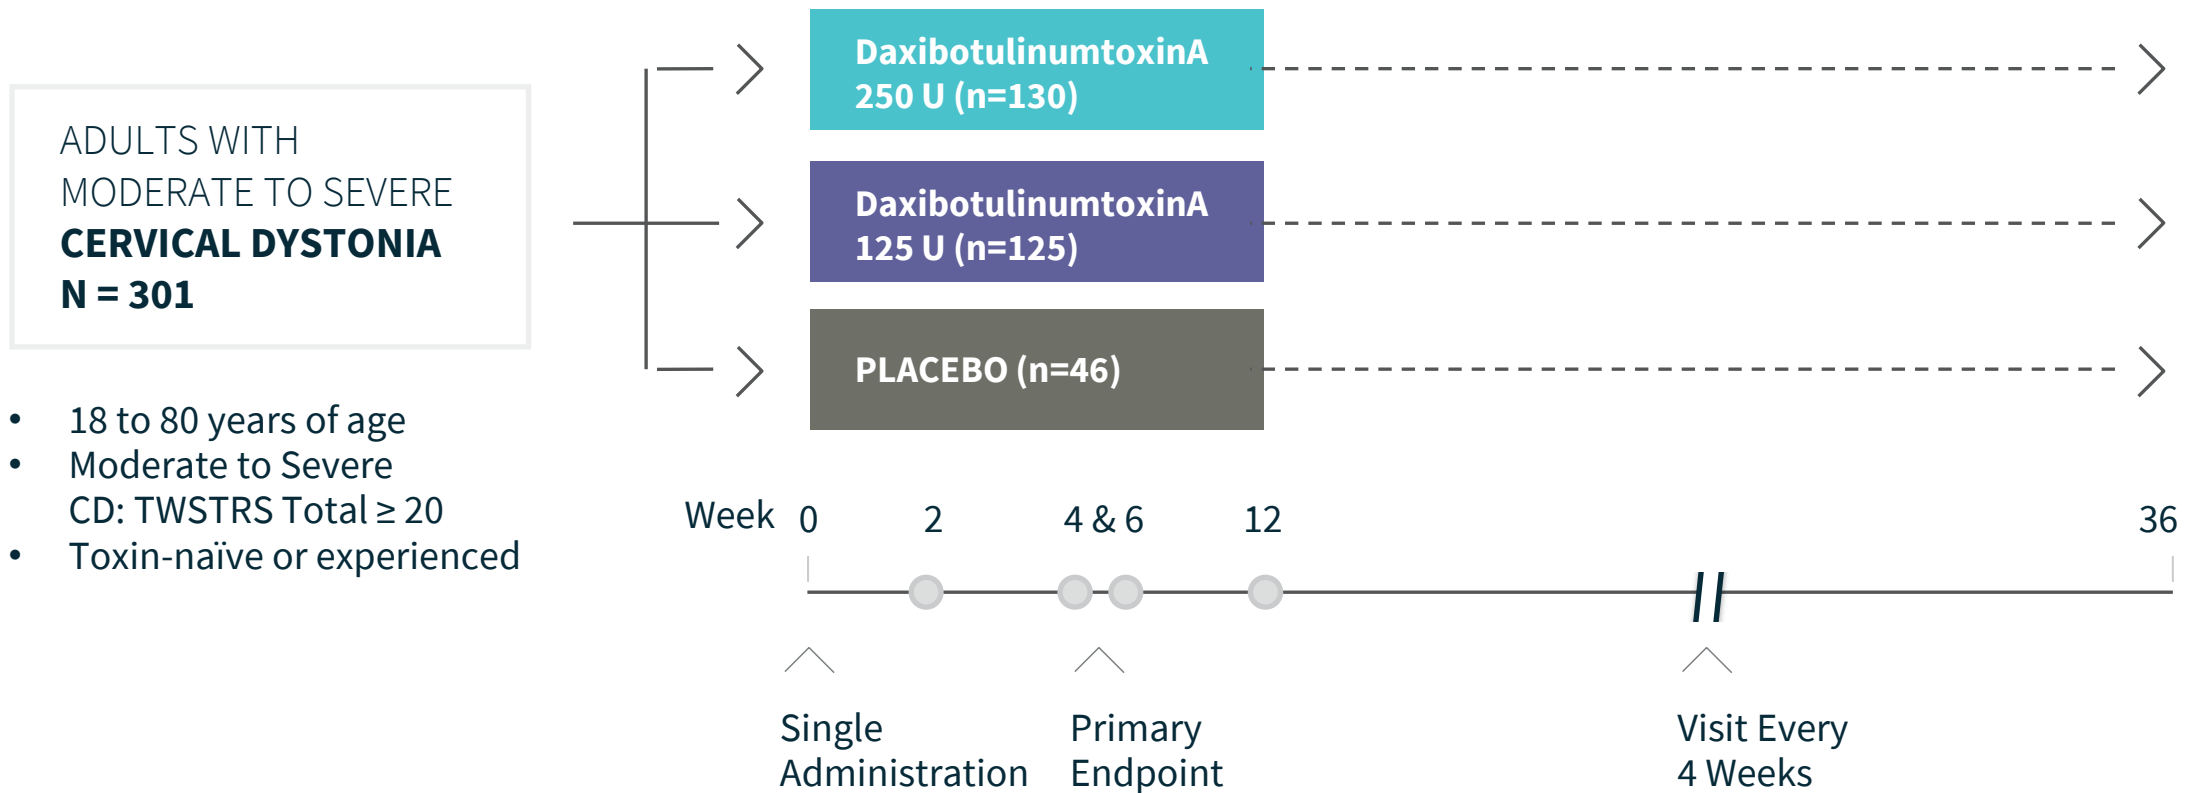 ADULTS WITH
MODERATE TO SEVERE
CERVICAL DYSTONIA
N = 301
• 18 to 80 years of age
• Moderate to Severe
CD: TWSTRS Total ≥ 20
• Toxin-naïve or experienced
DaxibotulinumtoxinA
250 U (n=130)
DaxibotulinumtoxinA
125 U (n=125)
PLACEBO (n=46)
Week 0 2 4 & 6 12 36
Single
Administration
Primary
Endpoint
Visit Every
4 Weeks